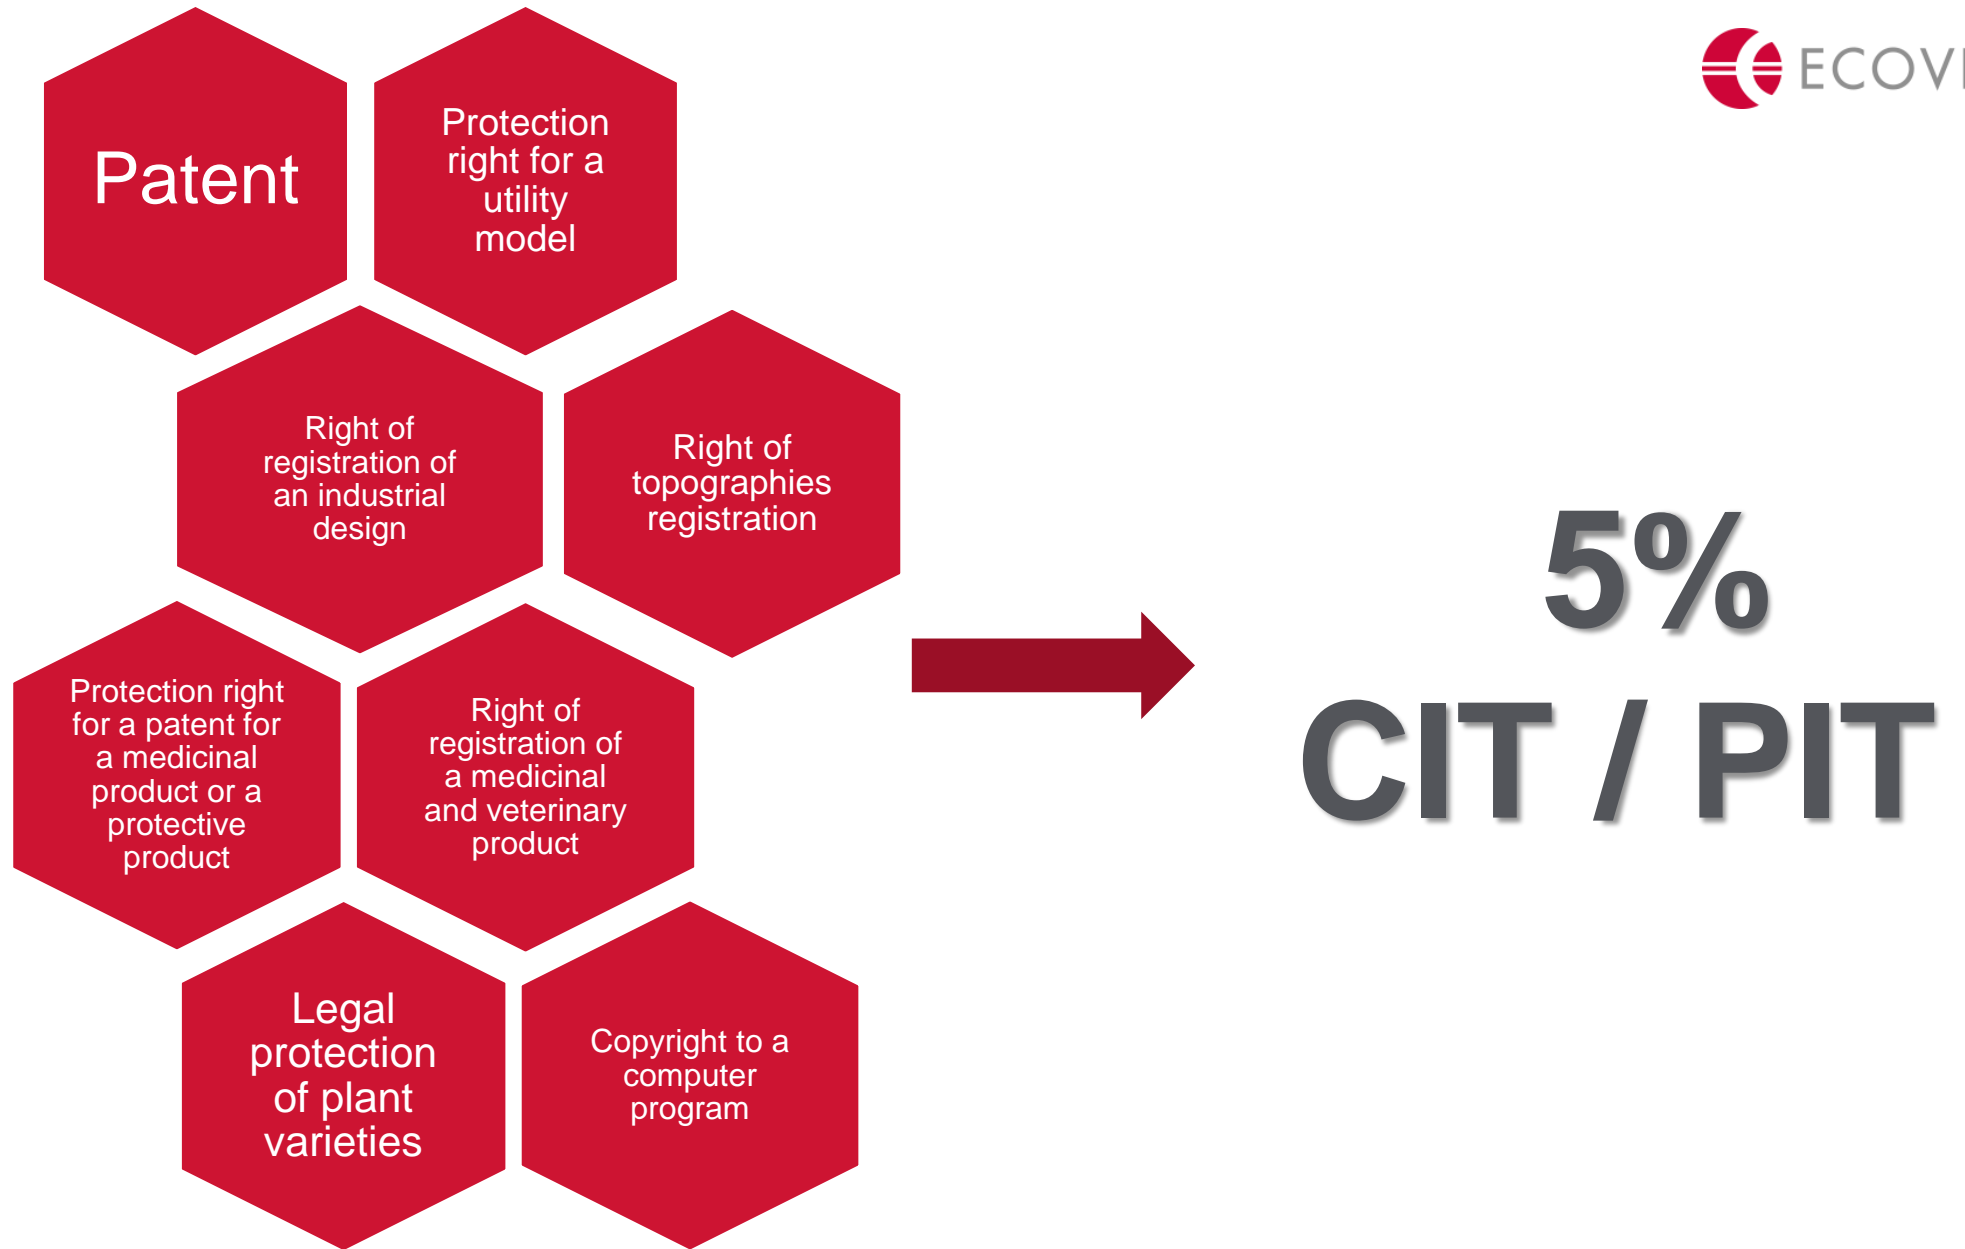 Patent
Protection
right for a
utility
model
Right of
registration of
an industrial
design
Right of
topographies
registration
Protection right
for a patent for
a medicinal
product or a
protective
product
Right of
registration of
a medicinal
and veterinary
product
Legal
protection
of plant
varieties
Copyright to a
computer
program
5%
CIT / PIT